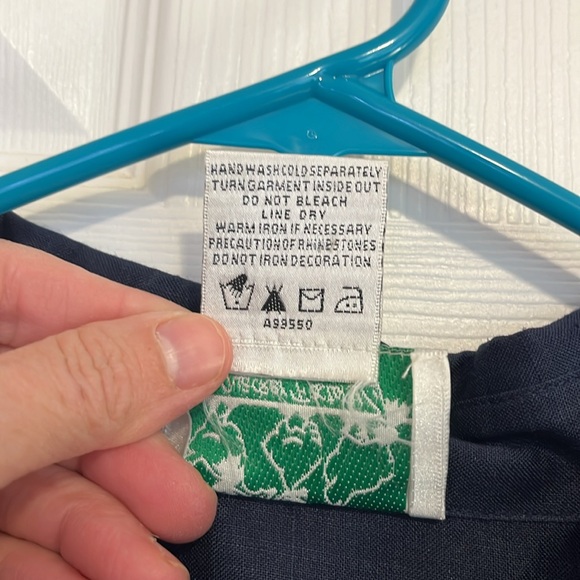 HAND WASH COLD SEPARATELY
TURN GARMENT INSIDE OUT
DO NOT BLEACH
LINE DRY
WARM IRON IF NECESSARY
PRECAUTION OF RHINESTONES
DO NOT IRON DECORATION
A93550